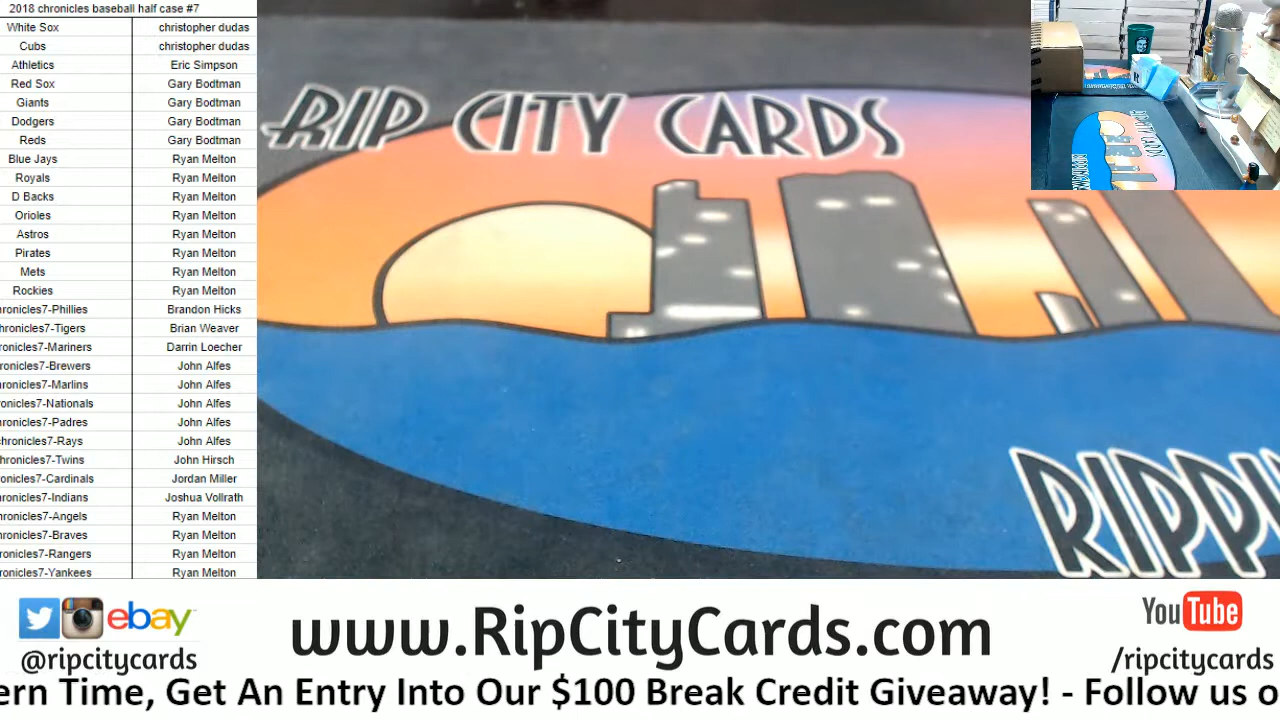 2018 chronicles baseball half case #7
White Sox christopher dudas
Cubs christopher dudas
Athletics Eric Simpson
Red Sox Gary Bodtman
Giants Gary Bodtman
Dodgers Gary Bodtman
Reds Gary Bodtman
Blue Jays Ryan Melton
Royals Ryan Melton
D Backs Ryan Melton
Orioles Ryan Melton
Astros Ryan Melton
Pirates Ryan Melton
Mets Ryan Melton
Rockies Ryan Melton
ronicles7-Phillies Brandon Hicks
hronicles7-Tigers Brian Weaver
ronicles7-Mariners Darrin Loecher
ronicles7-Brewers John Alfes
ronicles7-Marlins John Alfes
onicles7-Nationals John Alfes
ronicles7-Padres John Alfes
hronicles7-Rays John Alfes
hronicles7-Twins John Hirsch
onicles7-Cardinals Jordan Miller
ronicles7-Indians Joshua Vollrath
ronicles7-Angels Ryan Melton
ronicles7-Braves Ryan Melton
onicles7-Rangers Ryan Melton
onicles7-Yankees Ryan Melton
RIP CITY CARDS
RIPPI
ebay
@ripcitycards
www.RipCityCards.com
YouTube
/ripcitycards
ern Time, Get An Entry Into Our $100 Break Credit Giveaway! - Follow us o